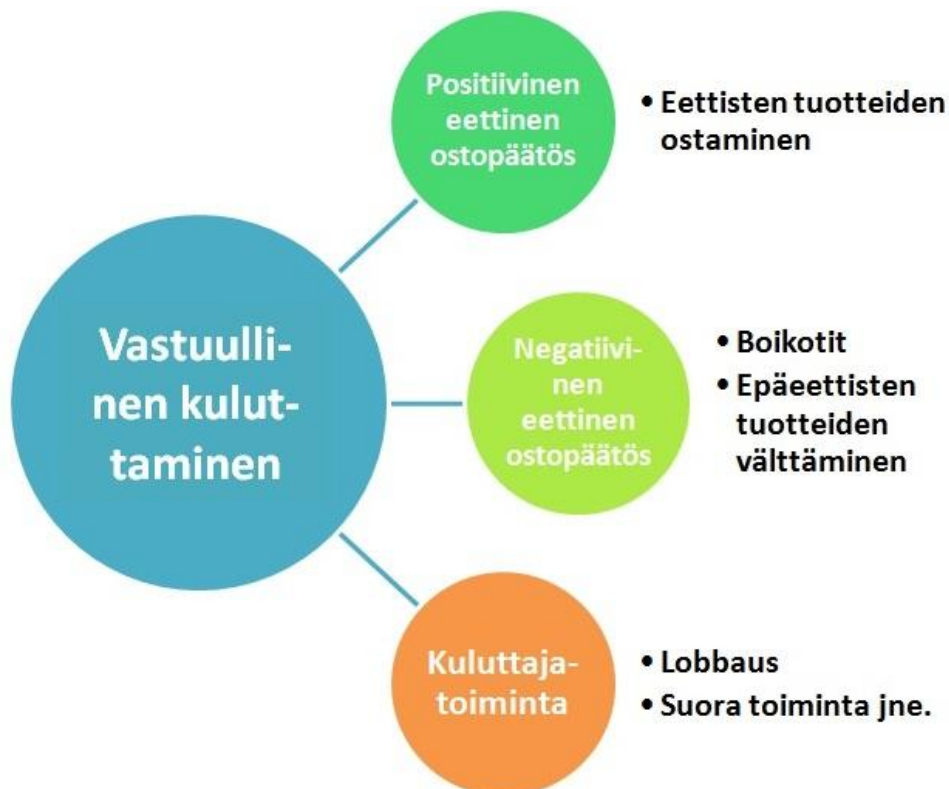 Positiivinen
eettinen
ostopäätös
• Eettisten tuotteiden
ostaminen
Vastuulli-
nen kulut-
taminen
Negatiivi-
nen
eettinen
ostopäätös
• Boikotit
• Epäeettisten
tuotteiden
välttäminen
Kuluttaja-
toiminta
• Lobbaus
• Suora toiminta jne.